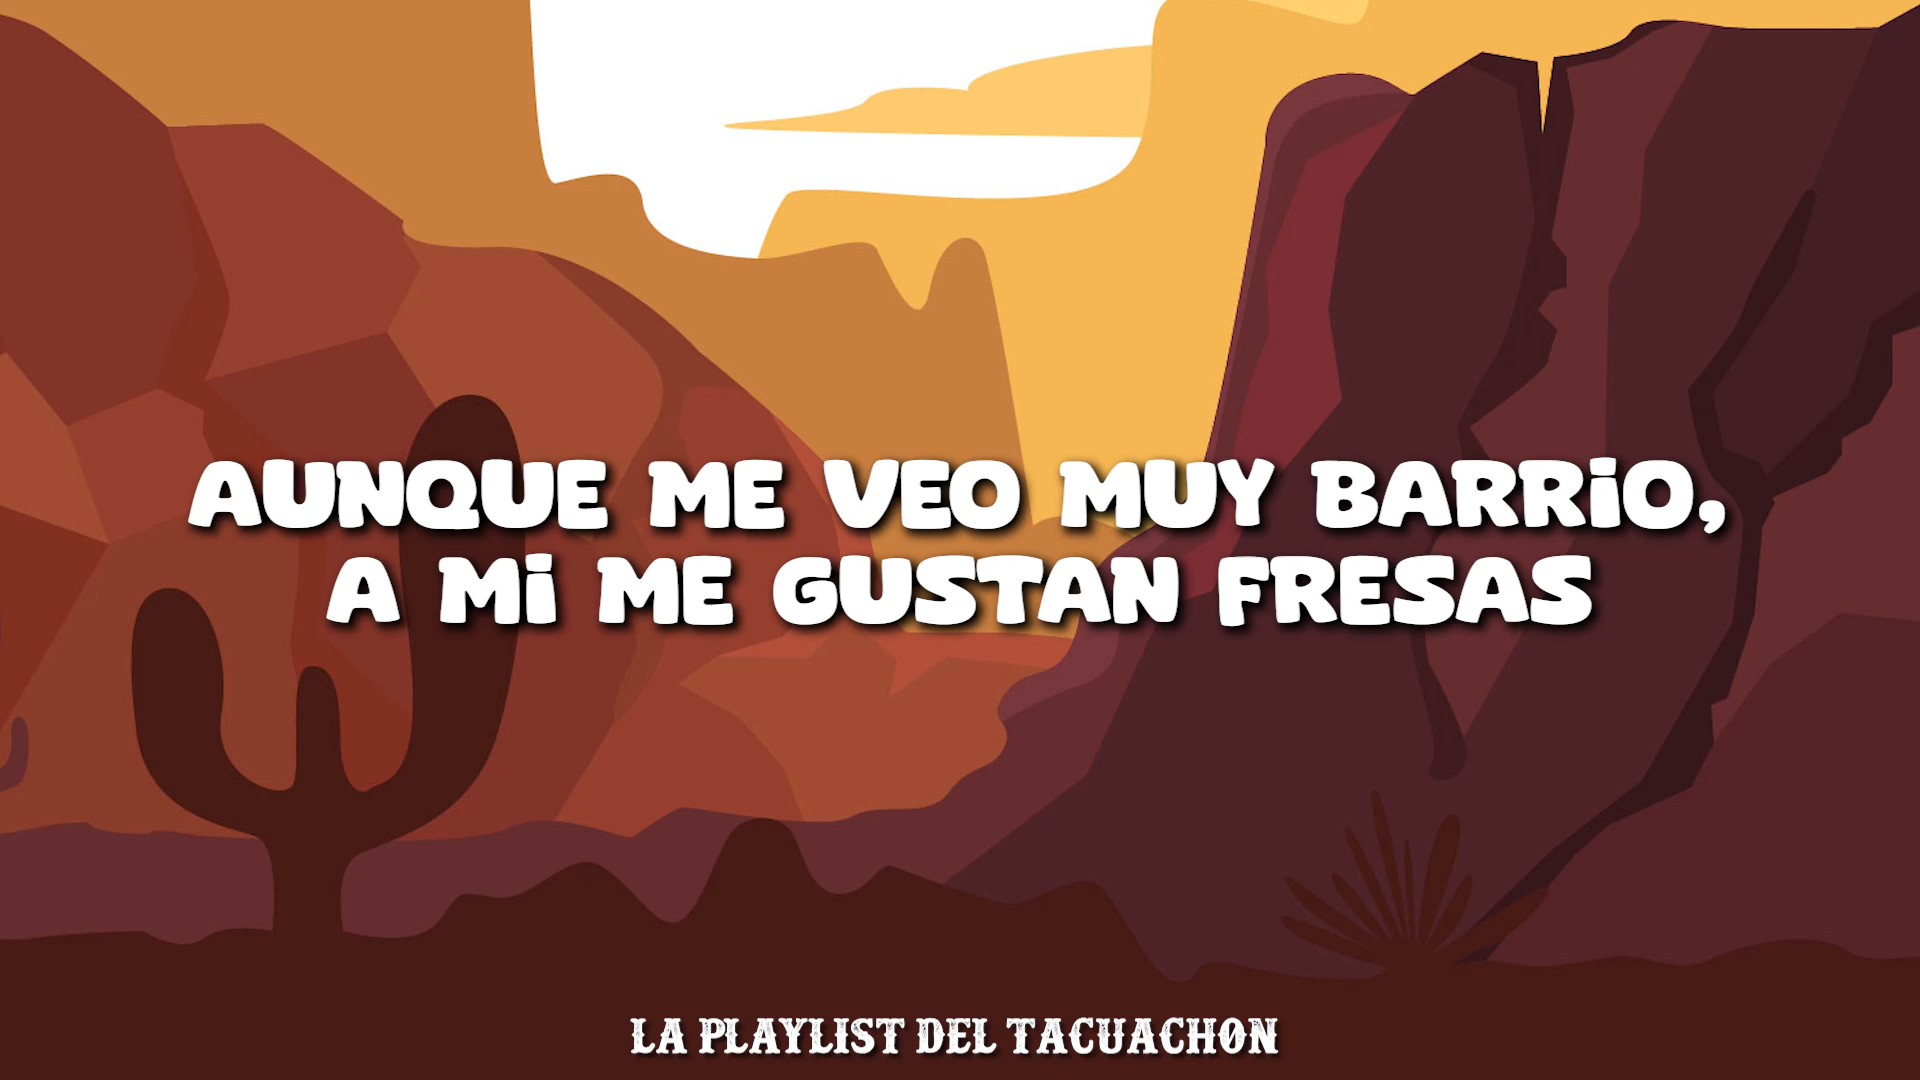 AUNQUE ME VEO MUY BARRiO,
A Mi ME GUSTAN FRESAS
LA PLAYLIST DEL TACUACHON